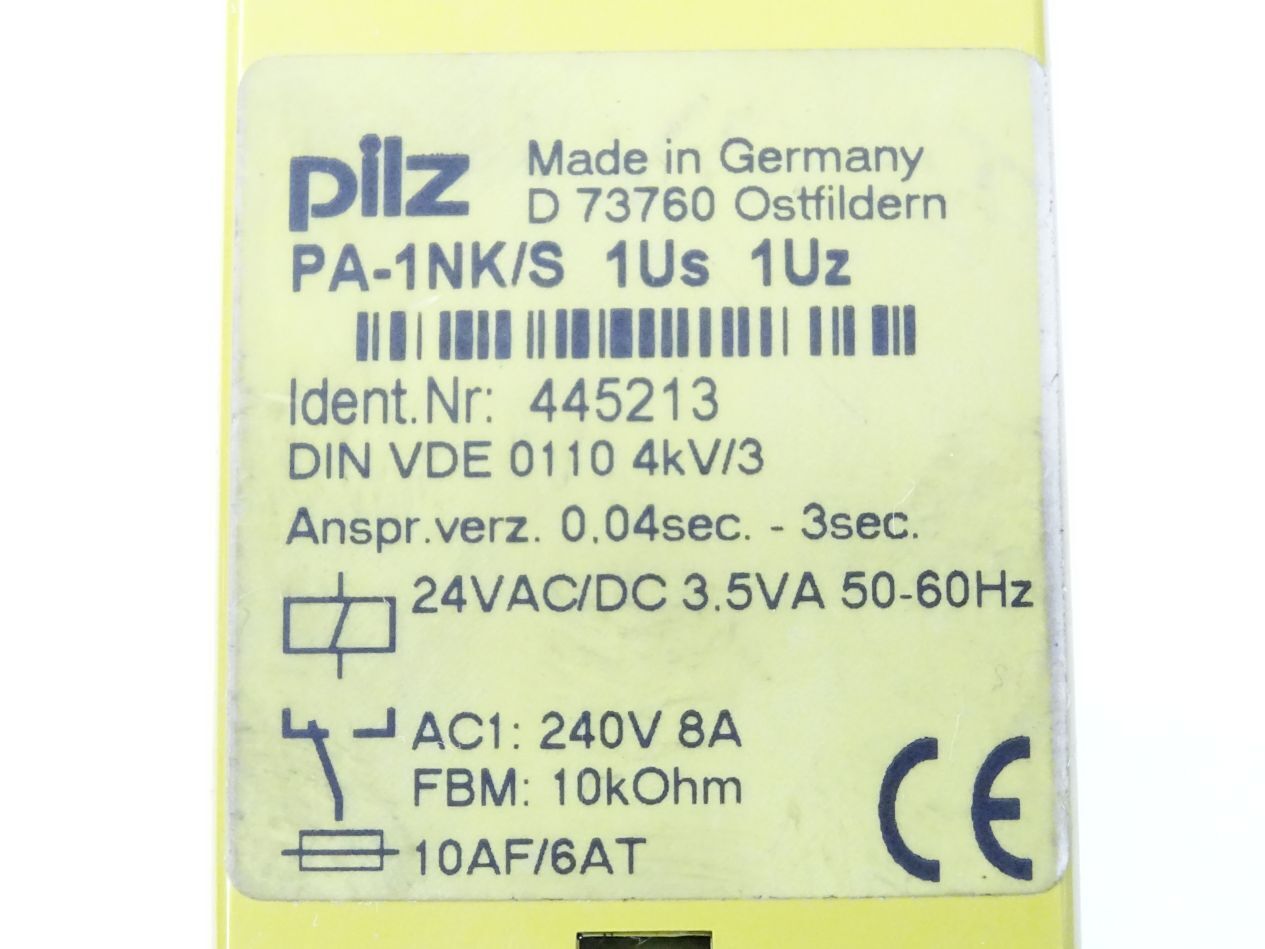 pilz Made in Germany
D 73760 Ostfildern
PA-1NK/S 1Us 1Uz
Ident.Nr: 445213
DIN VDE 0110 4kV/3
Anspr.verz. 0.04sec. - 3sec.
24VAC/DC 3.5VA 50-60Hz
AC1: 240V 8A
FBM: 10kOhm
10AF/6AT
CE